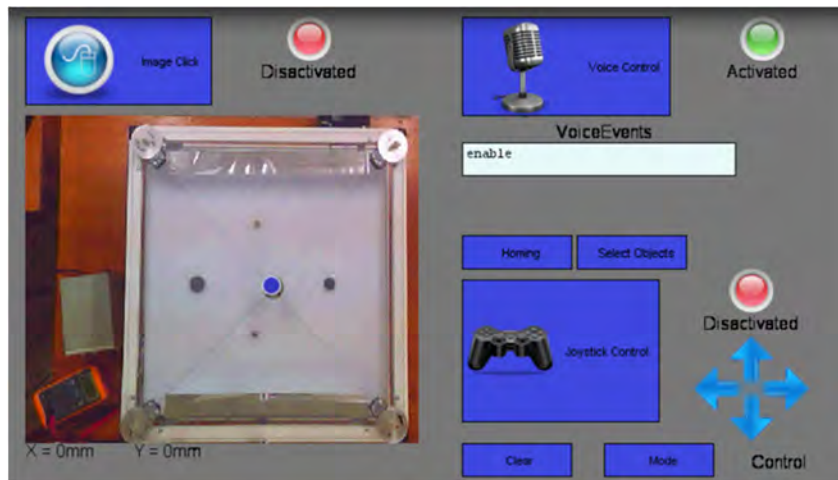 Image Click
Disactivated
Voice Control
Activated
VoiceEvents
enable
Homing
Select Objects
Disactivated
Joystick Control
X = 0mm
Y = 0mm
Clear
Mode
Control